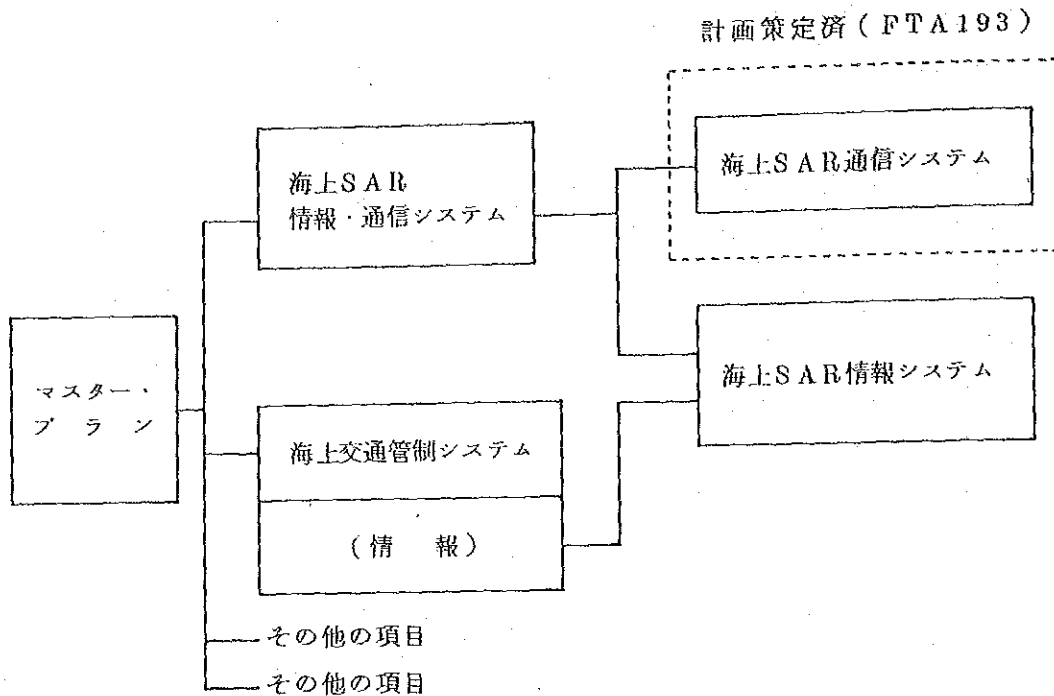 計画策定済(FTA193)
海上SAR通信システム
海上SAR
情報・通信システム
海上SAR情報システム
マスター・
プラン
海上交通管制システム
(情報)
その他の項目
その他の項目